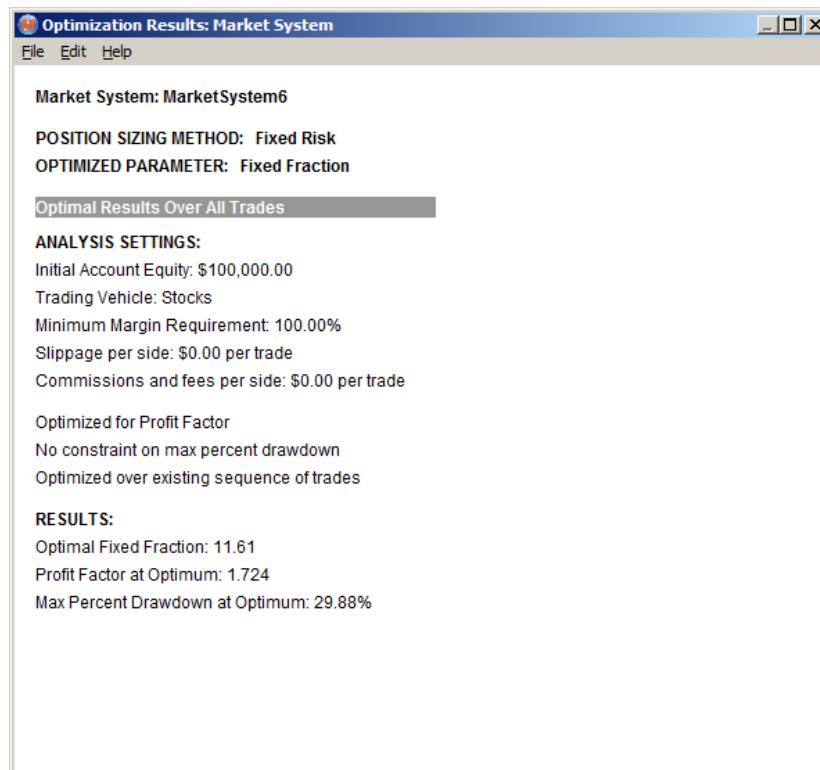 Optimization Results: Market System
File Edit Help
Market System: MarketSystem6
POSITION SIZING METHOD: Fixed Risk
OPTIMIZED PARAMETER: Fixed Fraction
Optimal Results Over All Trades
ANALYSIS SETTINGS:
Initial Account Equity: $100,000.00
Trading Vehicle: Stocks
Minimum Margin Requirement: 100.00%
Slippage per side: $0.00 per trade
Commissions and fees per side: $0.00 per trade
Optimized for Profit Factor
No constraint on max percent drawdown
Optimized over existing sequence of trades
RESULTS:
Optimal Fixed Fraction: 11.61
Profit Factor at Optimum: 1.724
Max Percent Drawdown at Optimum: 29.88%